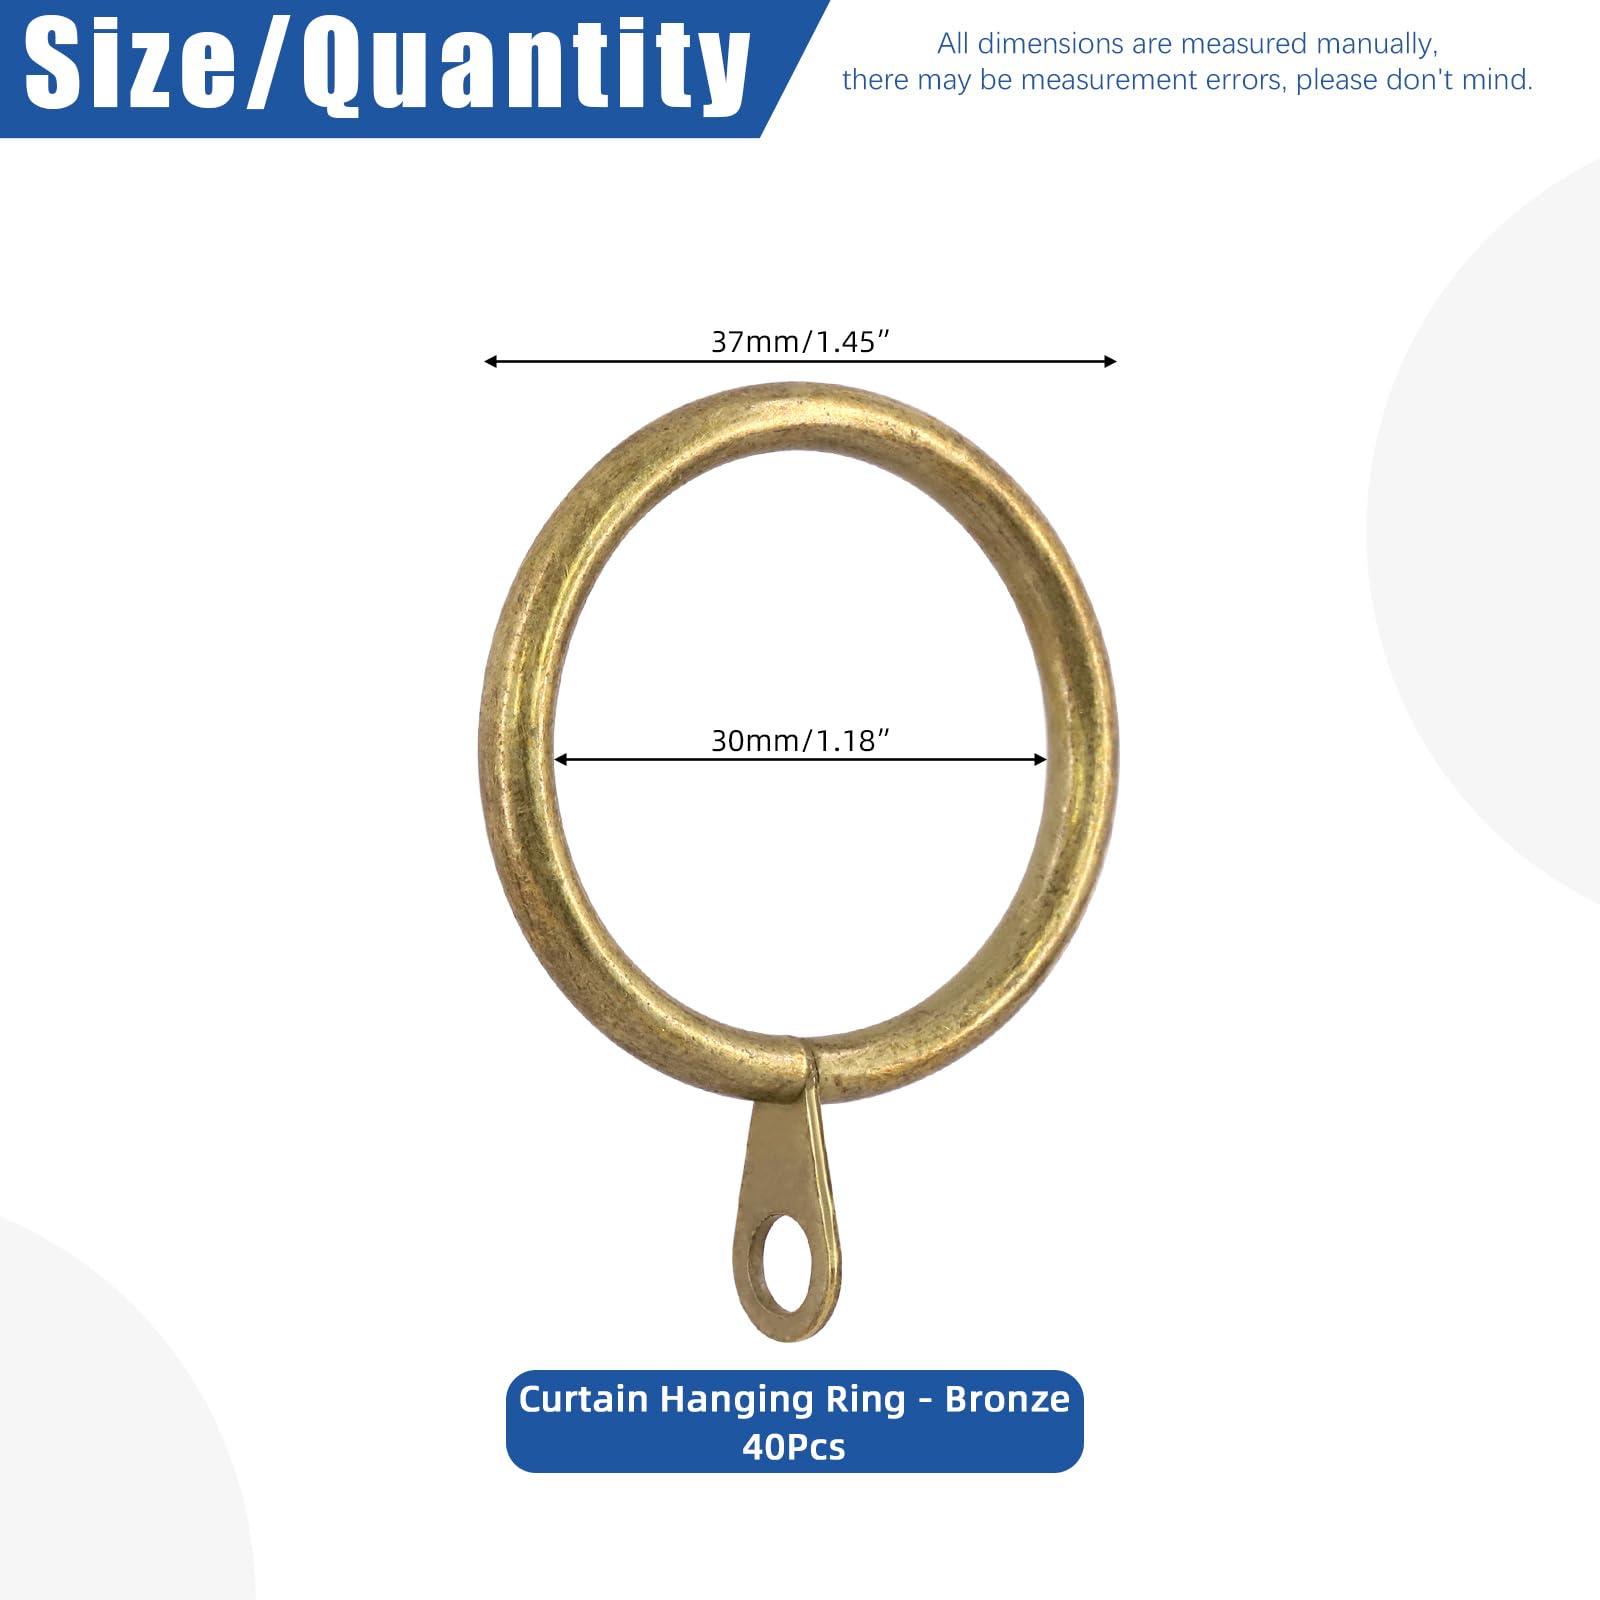 Size/Quantity
All dimensions are measured manually,
there may be measurement errors, please don't mind.
37mm/1.45″
30mm/1.18″
Curtain Hanging Ring - Bronze
40Pcs